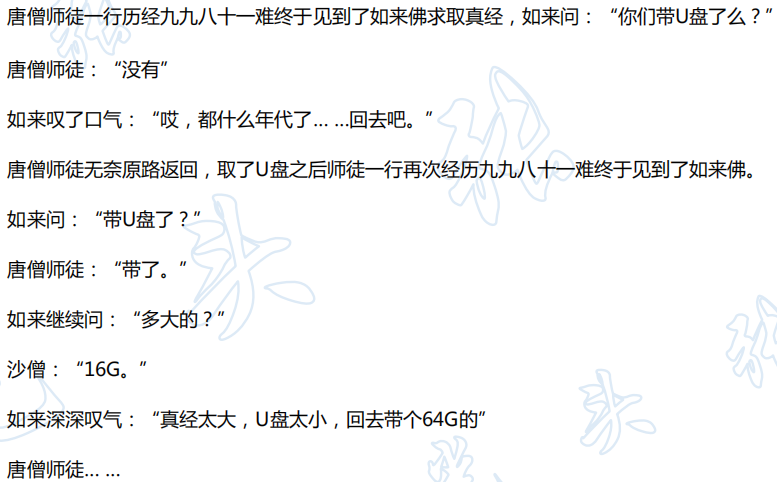 唐僧师徒一行历经九九八十一难终于见到了如来佛求取真经，如来问：“你们带U盘了么？”
唐僧师徒：“没有”
如来叹了口气：“哎，都什么年代了... ...回去吧。”
唐僧师徒无奈原路返回，取了U盘之后师徒一行再次经历九九八十一难终于见到了如来佛。
如来问：“带U盘了？”
唐僧师徒：“带了。”
如来继续问：“多大的？”
沙僧：“16G。”
如来深深叹气：“真经太大，U盘太小，回去带个64G的”
唐僧师徒... ...